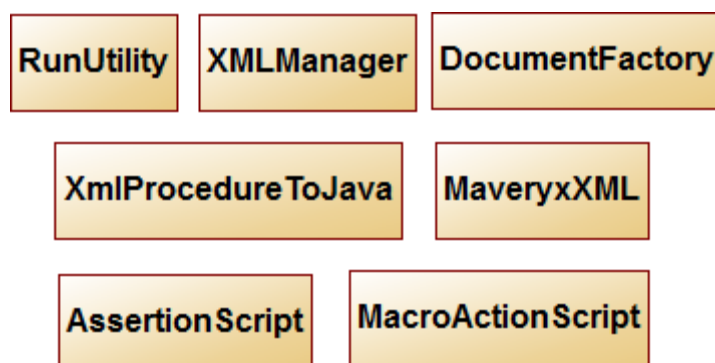 RunUtility XMLManager DocumentFactory
XmlProcedureToJava MaveryxXML
AssertionScript MacroActionScript